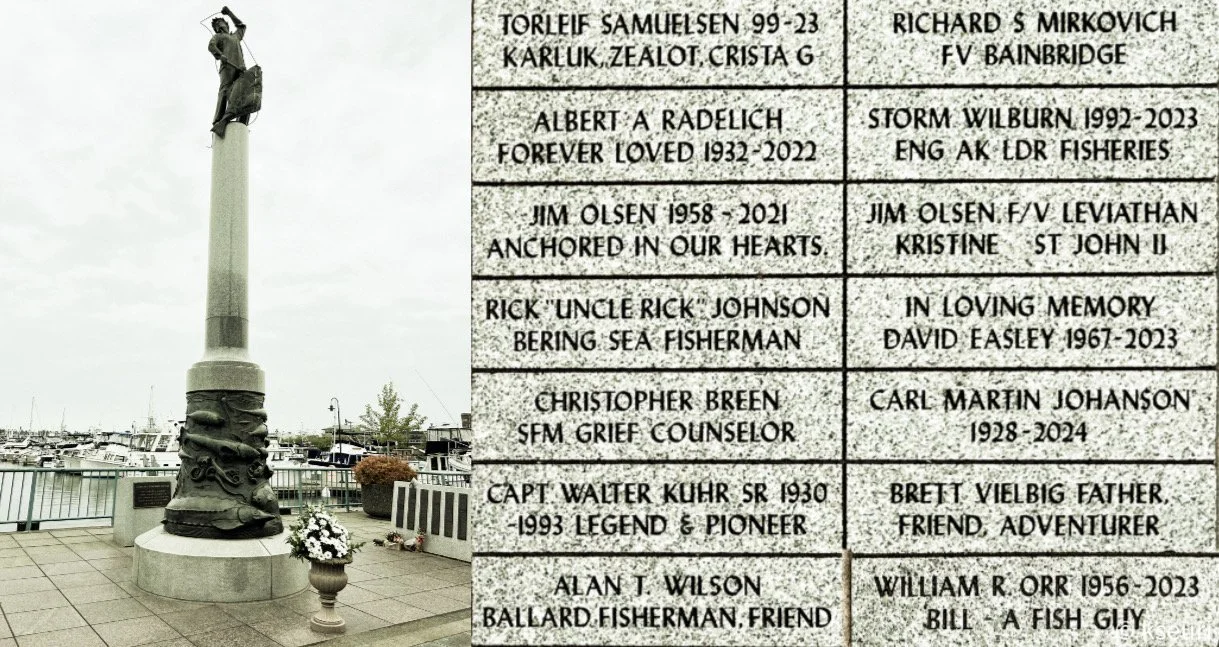 TORLEIF SAMUELSEN 99-23
KARLUK, ZEALOT, CRISTA G
RICHARD S MIRKOVICH
FV BAINBRIDGE
ALBERT A RADELICH
FOREVER LOVED 1932-2022
STORM WILBURN 1992-2023
ENG AK LDR FISHERIES
JIM OLSEN 1958 - 2021
ANCHORED IN OUR HEARTS.
JIM OLSEN F/V LEVIATHAN
KRISTINE ST JOHN II
RICK "UNCLE RICK" JOHNSON
BERING SEA FISHERMAN
IN LOVING MEMORY
DAVID EASLEY 1967-2023
CHRISTOPHER BREEN
SFM GRIEF COUNSELOR
CARL MARTIN JOHANSON
1928-2024
CAPT WALTER KUHR SR 1930
-1993 LEGEND & PIONEER
BRETT VIELBIG FATHER,
FRIEND, ADVENTURER
ALAN T. WILSON
BALLARD FISHERMAN, FRIEND
WILLIAM R. ORR 1956-2023
BILL - A FISH GUY